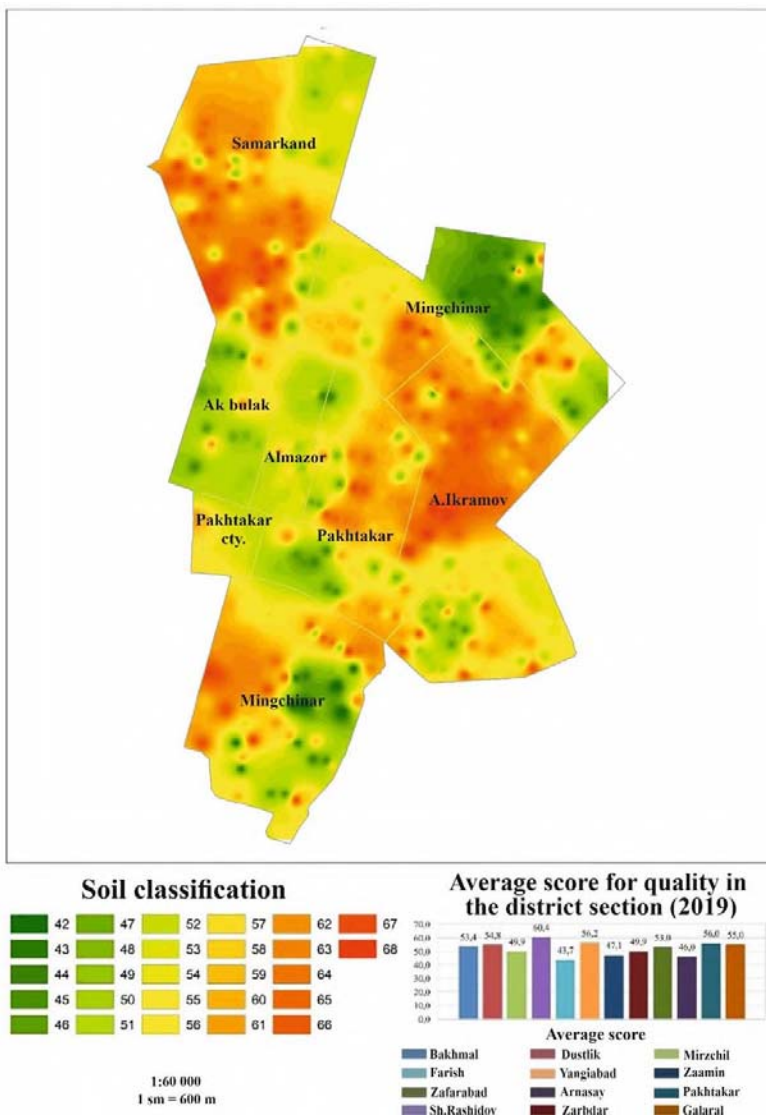 Samarkand
Mingchinar
Ak bulak
Almazor
A.Ikramov
Pakhtakar
cty.
Pakhtakar
Mingchinar
Soil classification
42 47 52 57 62 67
43 48 53 58 63 68
44 49 54 59 64
45 50 55 60 65
46 51 56 61 66
1:60 000
1 sm = 600 m
Average score for quality in
the district section (2019)
70,0
60,0
50,0
40,0
30,0
20,0
10,0
0,0
53,4 54,8 49,9 60,4 43,7 56,2 47,1 49,9 53,0 46,0 56,0 55,0
Average score
Bakhmal Dustlik Mirzchil
Farish Yangiabad Zaamin
Zafarabad Arnasay Pakhtakar
Sh.Rashidov Zarbdar Galaral